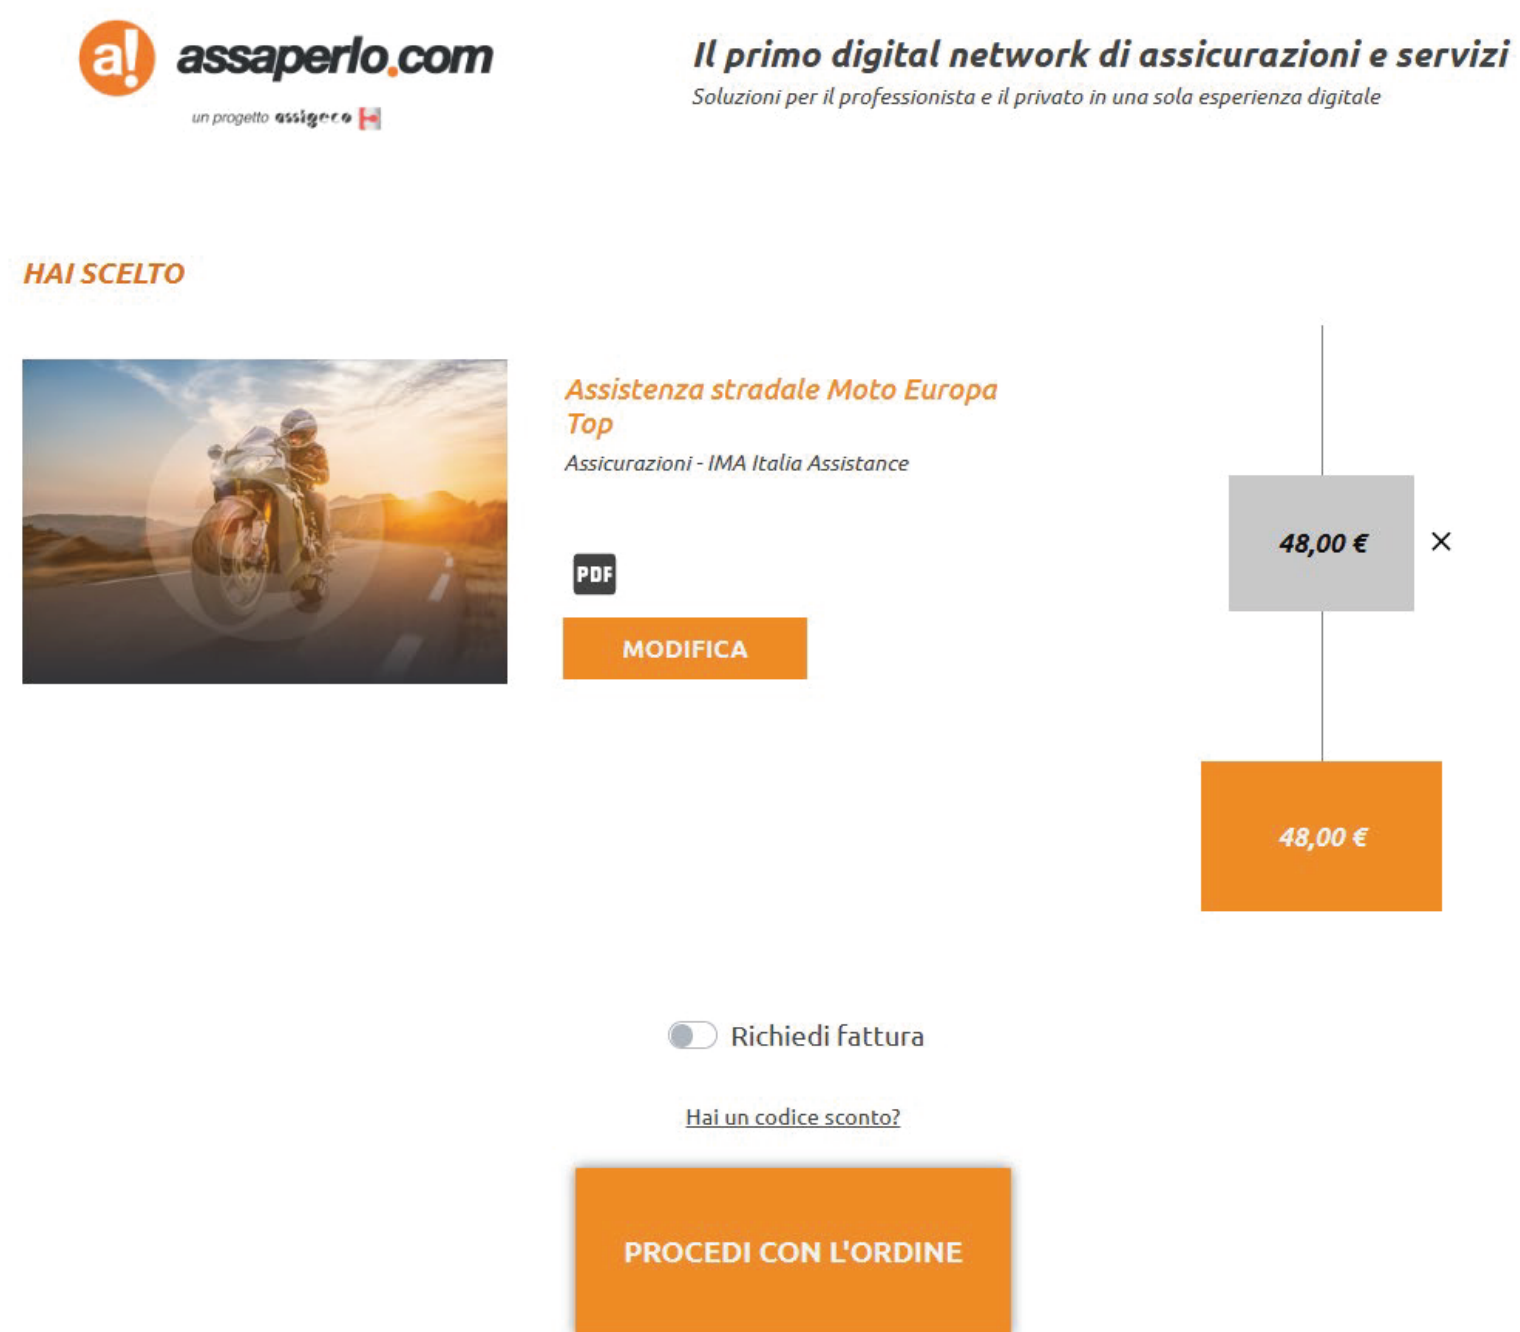 a! assaperlo.com
un progetto assigeco
Il primo digital network di assicurazioni e servizi
Soluzioni per il professionista e il privato in una sola esperienza digitale
HAI SCELTO
Assistenza stradale Moto Europa
Top
Assicurazioni - IMA Italia Assistance
PDF
MODIFICA
48,00 €
48,00 €
Richiedi fattura
Hai un codice sconto?
PROCEDI CON L'ORDINE